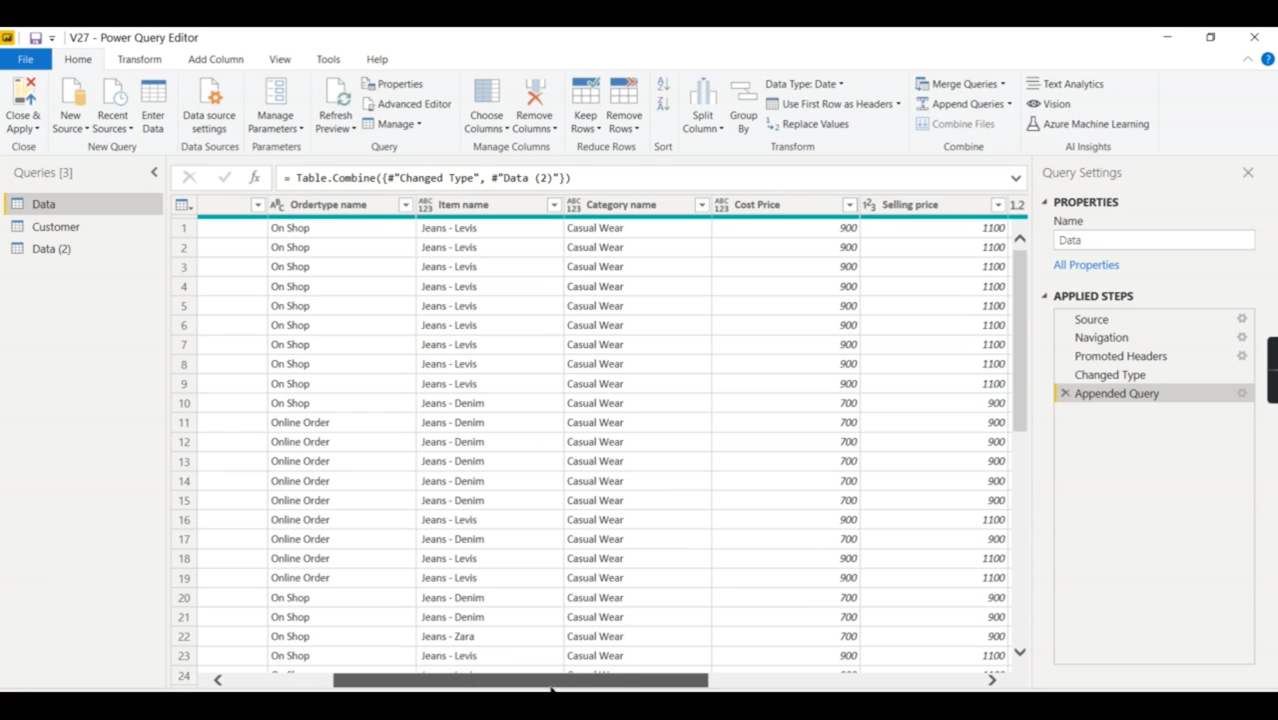 V27 - Power Query Editor
File Home Transform Add Column View Tools Help
Close & Apply
New Source
Recent Sources
Enter Data
Data source settings
Manage Parameters
Refresh Preview
Properties
Advanced Editor
Manage
Choose Columns
Remove Columns
Keep Rows
Remove Rows
Split Column
Group By
Data Type: Date
Use First Row as Headers
Replace Values
Merge Queries
Append Queries
Combine Files
Text Analytics
Vision
Azure Machine Learning
Close New Query Data Sources Parameters Query Manage Columns Reduce Rows Sort Transform Combine AI Insights
Queries [3]
Data
Customer
Data (2)
fx = Table.Combine({#"Changed Type", #"Data (2)"})
ABC Ordertype name ABC 123 Item name ABC 123 Category name ABC 123 Cost Price 123 Selling price 1.2
1 On Shop Jeans - Levis Casual Wear 900 1100
2 On Shop Jeans - Levis Casual Wear 900 1100
3 On Shop Jeans - Levis Casual Wear 900 1100
4 On Shop Jeans - Levis Casual Wear 900 1100
5 On Shop Jeans - Levis Casual Wear 900 1100
6 On Shop Jeans - Levis Casual Wear 900 1100
7 On Shop Jeans - Levis Casual Wear 900 1100
8 On Shop Jeans - Levis Casual Wear 900 1100
9 On Shop Jeans - Levis Casual Wear 900 1100
10 On Shop Jeans - Denim Casual Wear 700 900
11 Online Order Jeans - Denim Casual Wear 700 900
12 Online Order Jeans - Denim Casual Wear 700 900
13 Online Order Jeans - Denim Casual Wear 700 900
14 Online Order Jeans - Denim Casual Wear 700 900
15 Online Order Jeans - Denim Casual Wear 700 900
16 Online Order Jeans - Levis Casual Wear 900 1100
17 Online Order Jeans - Denim Casual Wear 700 900
18 Online Order Jeans - Levis Casual Wear 900 1100
19 Online Order Jeans - Levis Casual Wear 900 1100
20 On Shop Jeans - Denim Casual Wear 700 900
21 On Shop Jeans - Denim Casual Wear 700 900
22 On Shop Jeans - Zara Casual Wear 700 900
23 On Shop Jeans - Levis Casual Wear 900 1100
24
Query Settings
PROPERTIES
Name
Data
All Properties
APPLIED STEPS
Source
Navigation
Promoted Headers
Changed Type
Appended Query